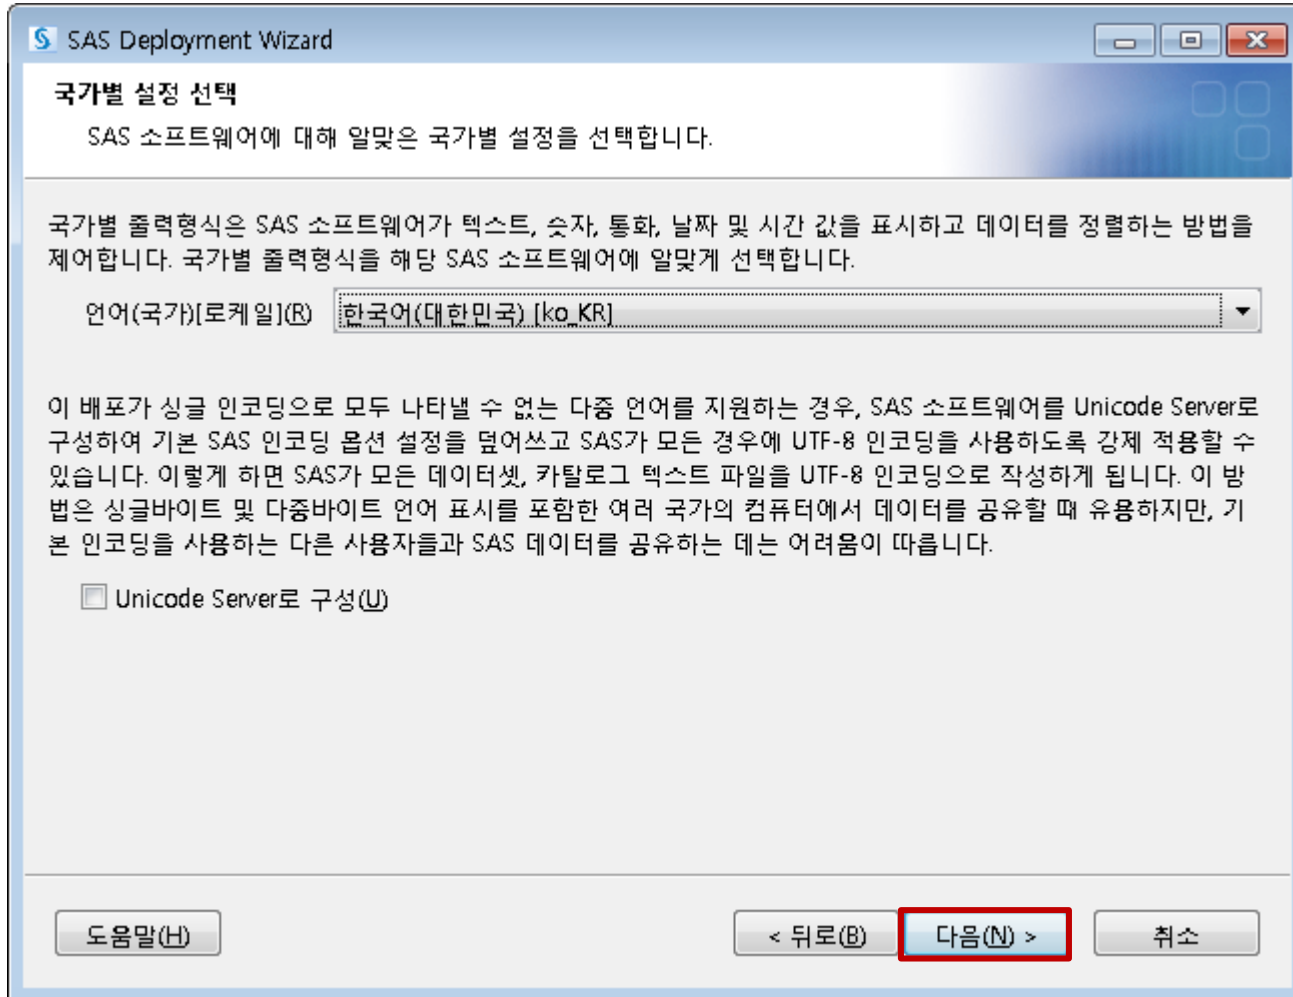 SAS Deployment Wizard
국가별 설정 선택
SAS 소프트웨어에 대해 알맞은 국가별 설정을 선택합니다.
국가별 출력형식은 SAS 소프트웨어가 텍스트, 숫자, 통화, 날짜 및 시간 값을 표시하고 데이터를 정렬하는 방법을
제어합니다. 국가별 출력형식을 해당 SAS 소프트웨어에 알맞게 선택합니다.
언어(국가)[로케일](R) 한국어(대한민국) [ko_KR]
이 배포가 싱글 인코딩으로 모두 나타낼 수 없는 다중 언어를 지원하는 경우, SAS 소프트웨어를 Unicode Server로
구성하여 기본 SAS 인코딩 옵션 설정을 덮어쓰고 SAS가 모든 경우에 UTF-8 인코딩을 사용하도록 강제 적용할 수
있습니다. 이렇게 하면 SAS가 모든 데이터셋, 카탈로그 텍스트 파일을 UTF-8 인코딩으로 작성하게 됩니다. 이 방
법은 싱글바이트 및 다중바이트 언어 표시를 포함한 여러 국가의 컴퓨터에서 데이터를 공유할 때 유용하지만, 기
본 인코딩을 사용하는 다른 사용자들과 SAS 데이터를 공유하는 데는 어려움이 따릅니다.
Unicode Server로 구성(U)
도움말(H) < 뒤로(B) 다음(N) > 취소